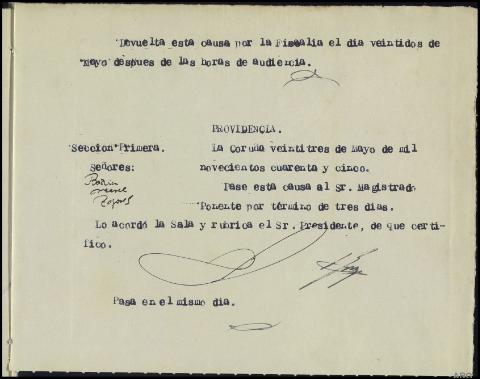 Devuelta esta causa por la Fiscalia el dia veintidos de
Mayo despues de las horas de audiencia.
PROVIDENCIA.
Seccion Primera.
Señores:
La Coruña veintitres de Mayo de mil
novecientos cuarenta y cinco.
Pase esta causa al Sr. Magistrado
Ponente por término de tres dias.
Lo acordó la Sala y rubrica el Sr. Presidente, de que certi-
fico.
Pasa en el mismo dia.